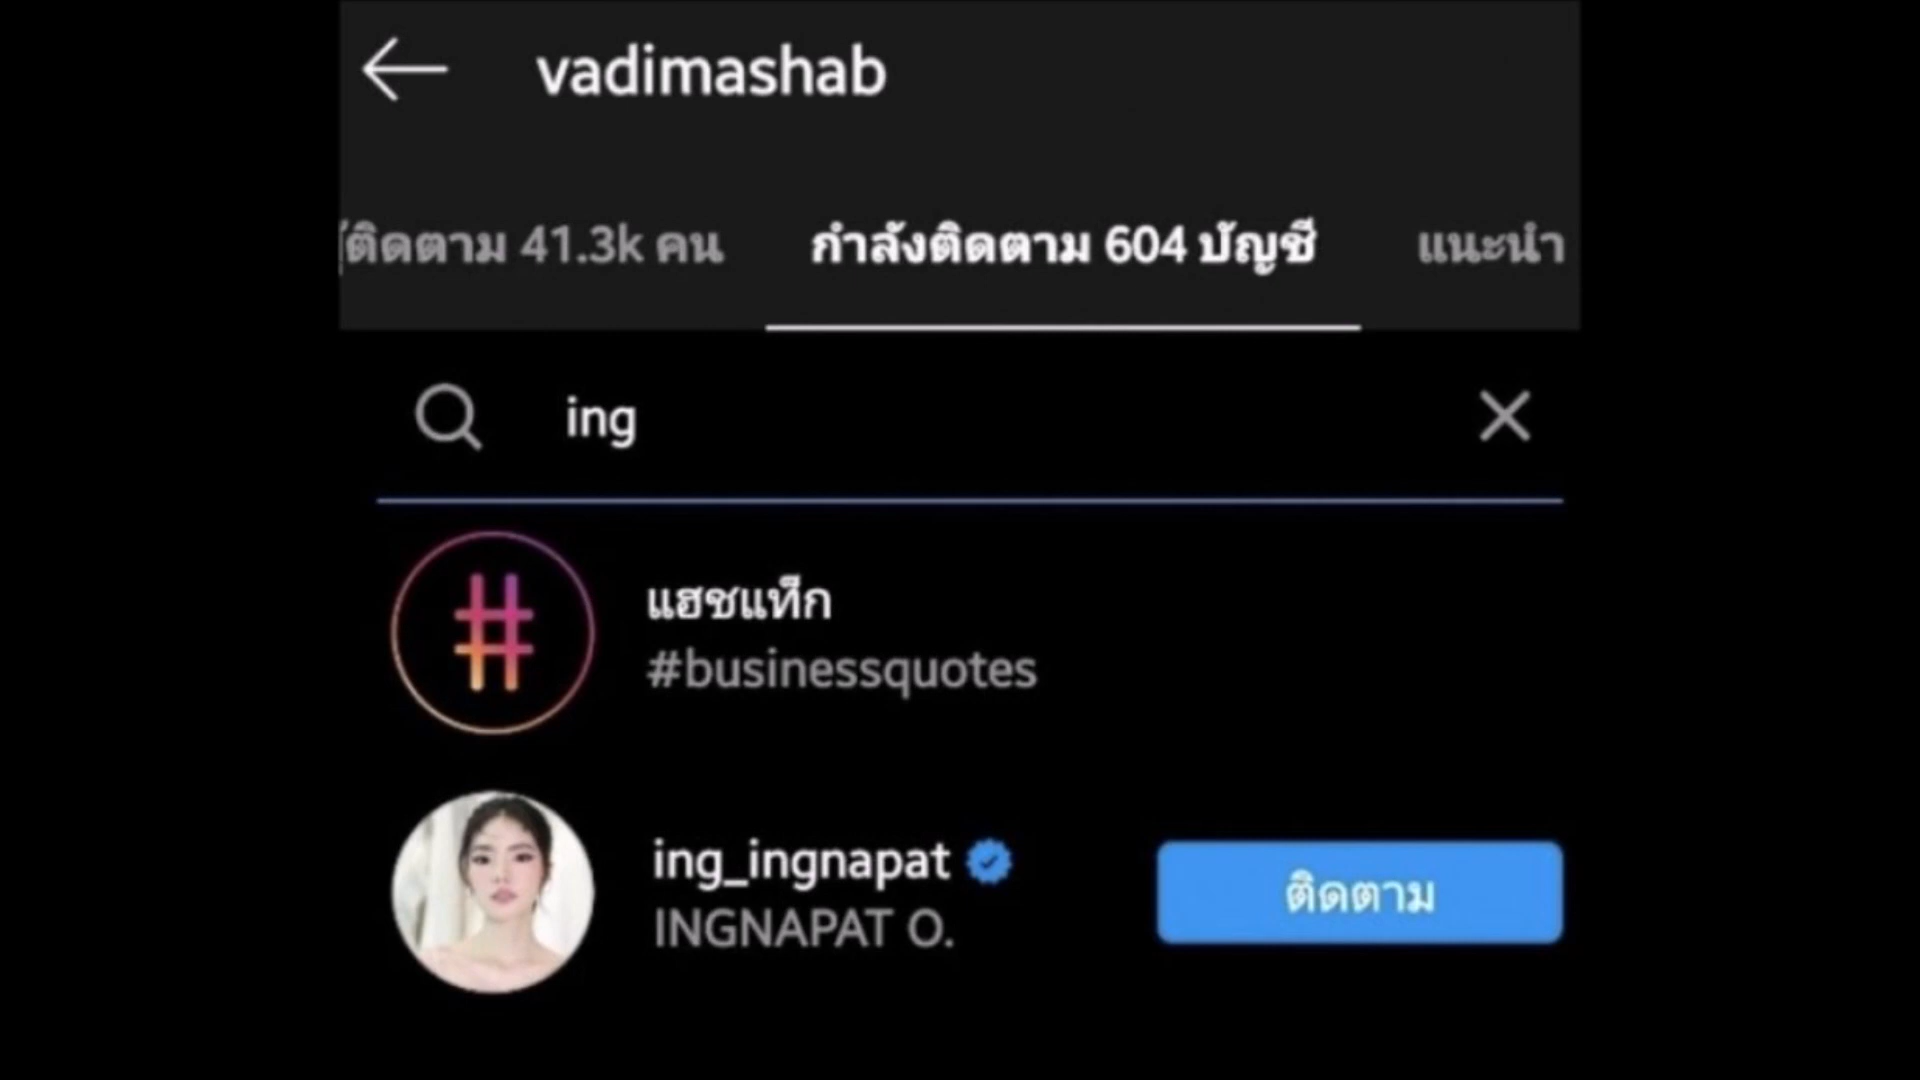 vadimashab
ติดตาม 41.3k คน
กำลังติดตาม 604 บัญชี
แนะนำ
ing
แฮชแท็ก
#businessquotes
ing_ingnapat
INGNAPAT O.
ติดตาม